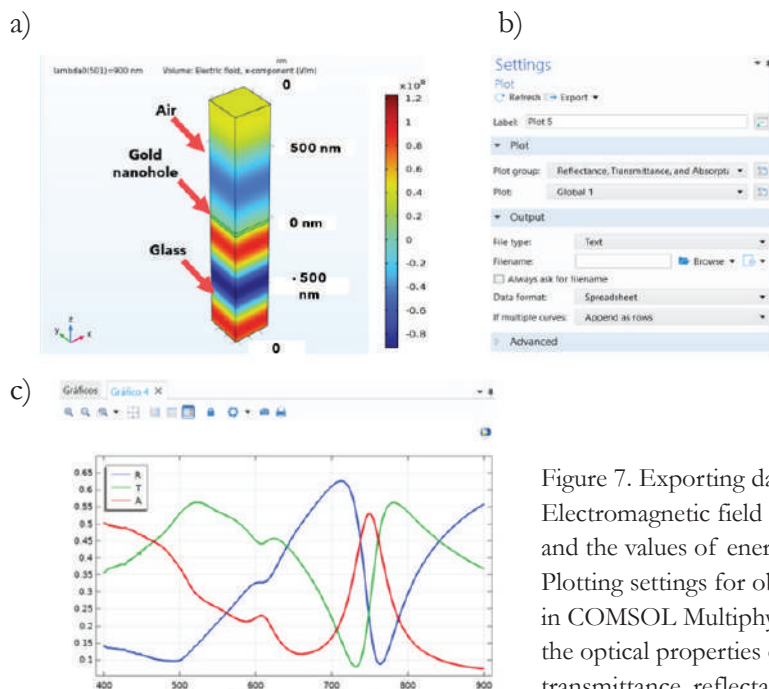 a)
lambda0(501)=900 nm
Volume: Electric field, x-component (V/m)
nm
0
Air
500 nm
Gold
nanohole
0 nm
Glass
- 500
nm
0
y
z
x
×10⁸
1.2
1
0.8
0.6
0.4
0.2
0
-0.2
-0.4
-0.6
-0.8
b)
Settings
Plot
Refresh Export
Label: Plot 5
Plot
Plot group: Reflectance, Transmittance, and Absorpti
Plot: Global 1
Output
File type: Text
Filename: Browse
Always ask for filename
Data format: Spreadsheet
If multiple curves: Append as rows
Advanced
c)
Gráficos Gráfico 4 ×
R
T
A
0.65
0.6
0.55
0.5
0.45
0.4
0.35
0.3
0.25
0.2
0.15
0.1
400 500 600 700 800 900
Figure 7. Exporting da
Electromagnetic field
and the values of ener
Plotting settings for ob
in COMSOL Multiphy
the optical properties
transmittance, reflecta